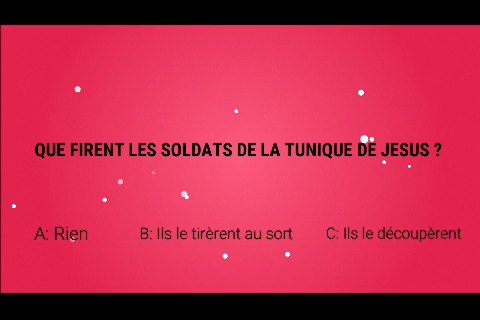 QUE FIRENT LES SOLDATS DE LA TUNIQUE DE JESUS ?
A: Rien B: Ils le tirèrent au sort C: Ils le découpèrent